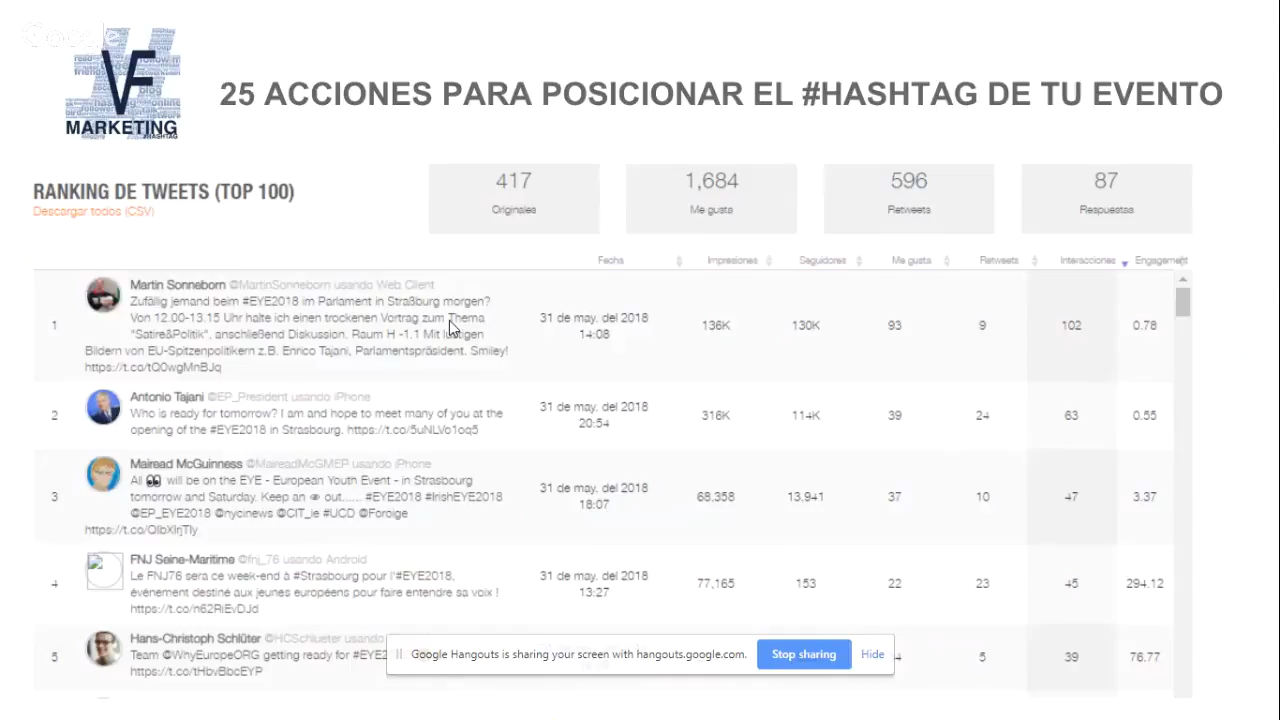 Google
VF
MARKETING
#HASHTAG
25 ACCIONES PARA POSICIONAR EL #HASHTAG DE TU EVENTO
RANKING DE TWEETS (TOP 100)
Descargar todos (CSV)
417
Originales
1,684
Me gusta
596
Retweets
87
Respuestas
Fecha Impresiones Seguidores Me gusta Retweets Interacciones Engagement
Martin Sonneborn @MartinSonneborn usando Web Client
Zufällig jemand beim #EYE2018 im Parlament in Straßburg morgen?
Von 12.00-13.15 Uhr halte ich einen trockenen Vortrag zum Thema
"Satire&Politik", anschließend Diskussion. Raum H -1.1 Mit lustigen
Bildern von EU-Spitzenpolitikern z.B. Enrico Tajani, Parlamentspräsident. Smiley!
https://t.co/tQ0wgMnBJq
1 31 de may. del 2018 14:08 136K 130K 93 9 102 0.78
Antonio Tajani @EP_President usando iPhone
Who is ready for tomorrow? I am and hope to meet many of you at the
opening of the #EYE2018 in Strasbourg. https://t.co/5uNLVo1oq5
2 31 de may. del 2018 20:54 316K 114K 39 24 63 0.55
Mairead McGuinness @MaireadMcGMEP usando iPhone
All 👀 will be on the EYE - European Youth Event - in Strasbourg
tomorrow and Saturday. Keep an 👁 out...... #EYE2018 #IrishEYE2018
@EP_EYE2018 @nycinews @CIT_ie #UCD @Foroige
https://t.co/QIbXlrjTly
3 31 de may. del 2018 18:07 68,358 13,941 37 10 47 3.37
FNJ Seine-Maritime @fnj_76 usando Android
Le FNJ76 sera ce week-end à #Strasbourg pour l'#EYE2018,
événement destiné aux jeunes européens pour faire entendre sa voix !
https://t.co/n62RiEvDJd
4 31 de may. del 2018 13:27 77,165 153 22 23 45 294.12
Hans-Christoph Schlüter @HCSchlueter usando
Team @WhyEuropeORG getting ready for #EYE2
https://t.co/tHbvBbcEYP
5 4 5 39 76.77
Google Hangouts is sharing your screen with hangouts.google.com. Stop sharing Hide